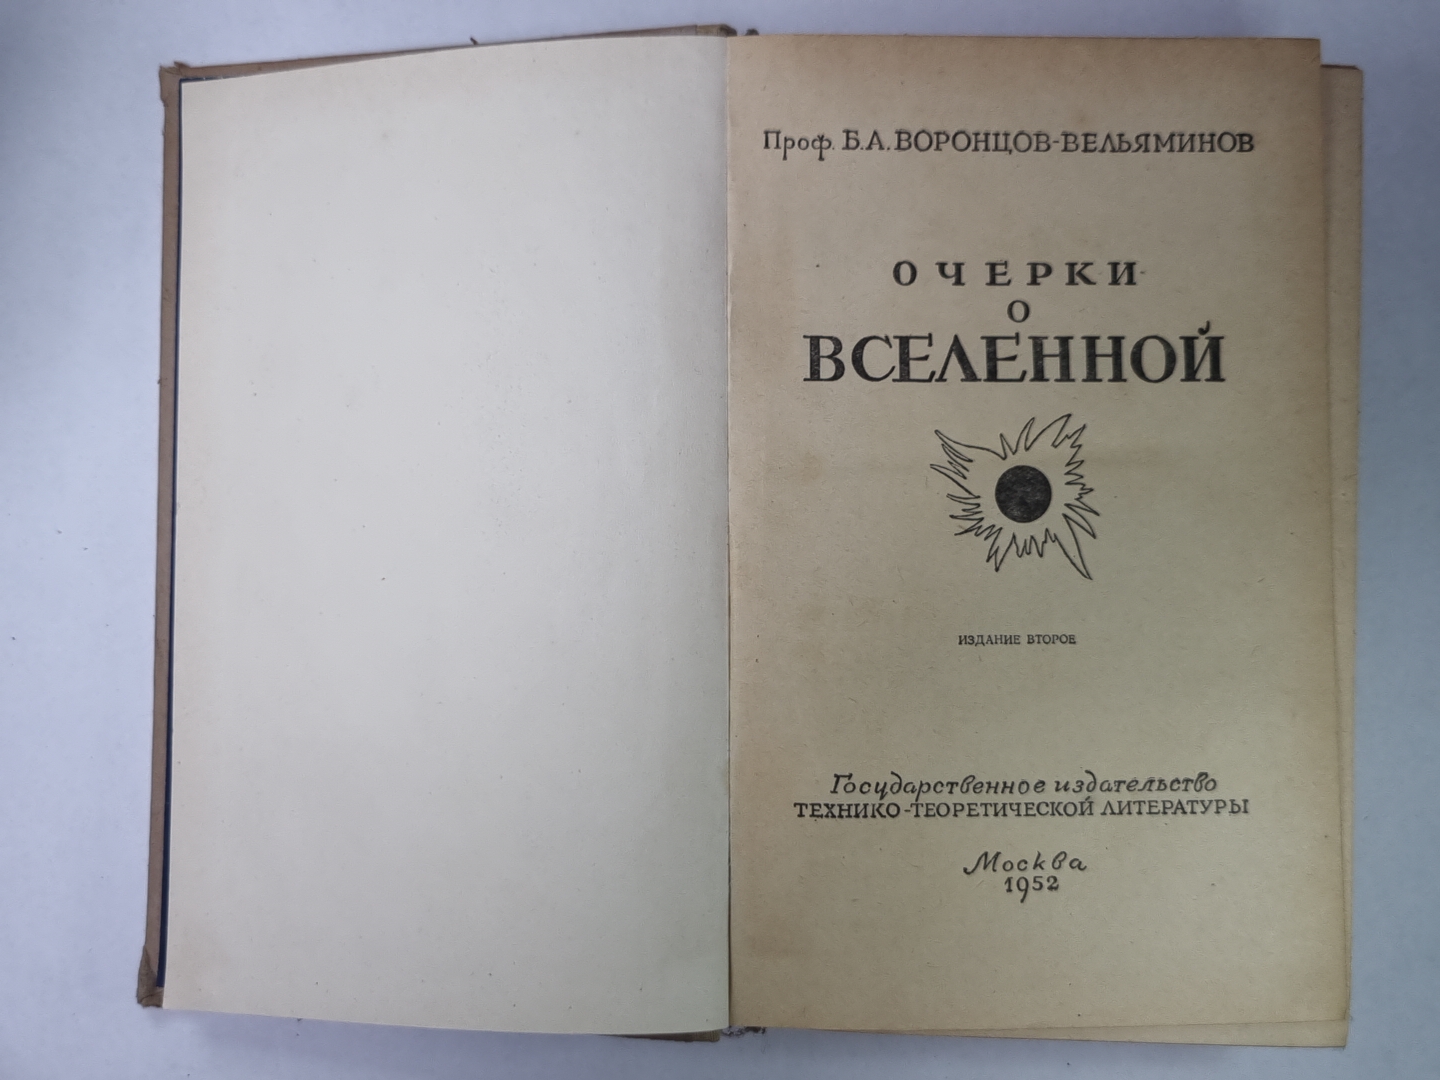 Проф. Б.А. ВОРОНЦОВ-ВЕЛЬЯМИНОВ
ОЧЕРКИ
О
ВСЕЛЕННОЙ
ИЗДАНИЕ ВТОРОЕ
Государственное издательство
ТЕХНИКО-ТЕОРЕТИЧЕСКОЙ ЛИТЕРАТУРЫ
Москва
1952